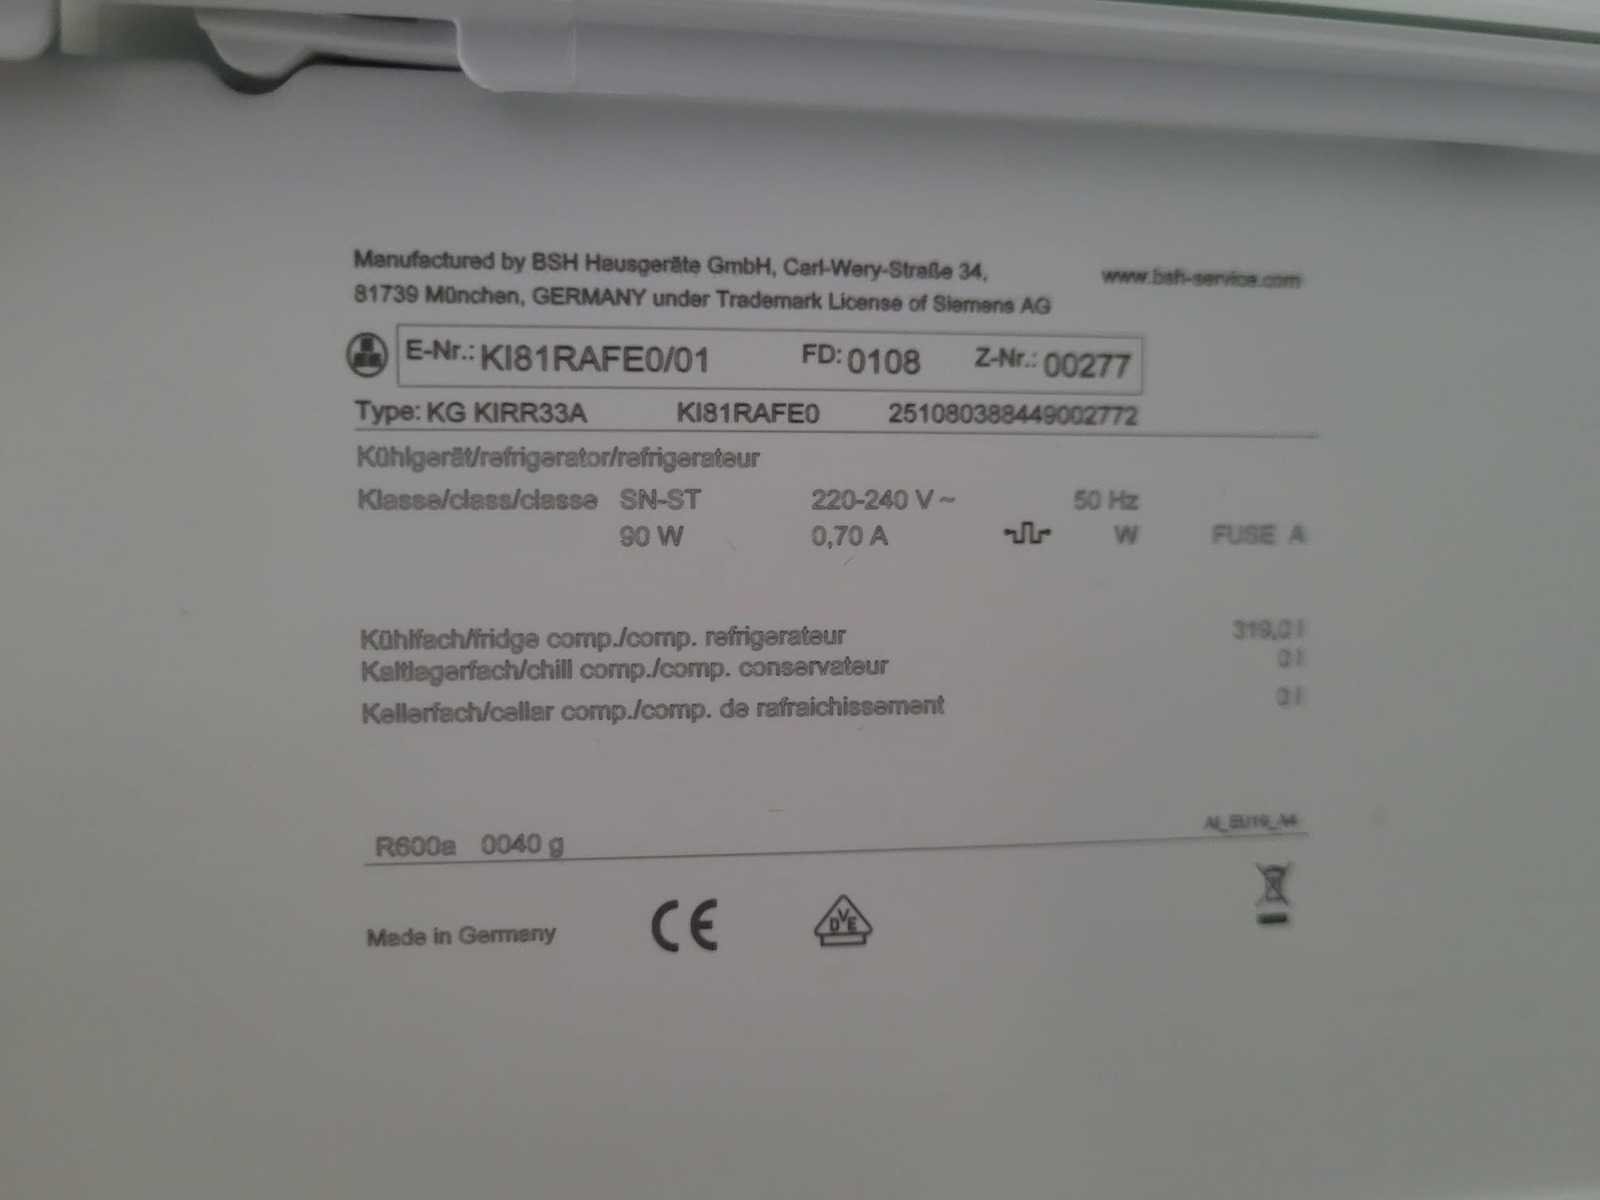 Manufactured by BSH Hausgeräte GmbH, Carl-Wery-Straße 34,
81739 München, GERMANY under Trademark License of Siemens AG
www.bsh-service.com
E-Nr.: KI81RAFE0/01 FD: 0108 Z-Nr.: 00277
Type: KG KIRR33A KI81RAFE0 251080388449002772
Kühlgerät/refrigerator/refrigerateur
Klasse/class/classe SN-ST 220-240 V ~ 50 Hz
90 W 0,70 A W FUSE A
Kühlfach/fridge comp./comp. refrigerateur 319,0 l
Kaltlagerfach/chill comp./comp. conservateur 0 l
Kellerfach/cellar comp./comp. de rafraichissement 0 l
AI_EU19_A4
R600a 0040 g
Made in Germany CE DVE